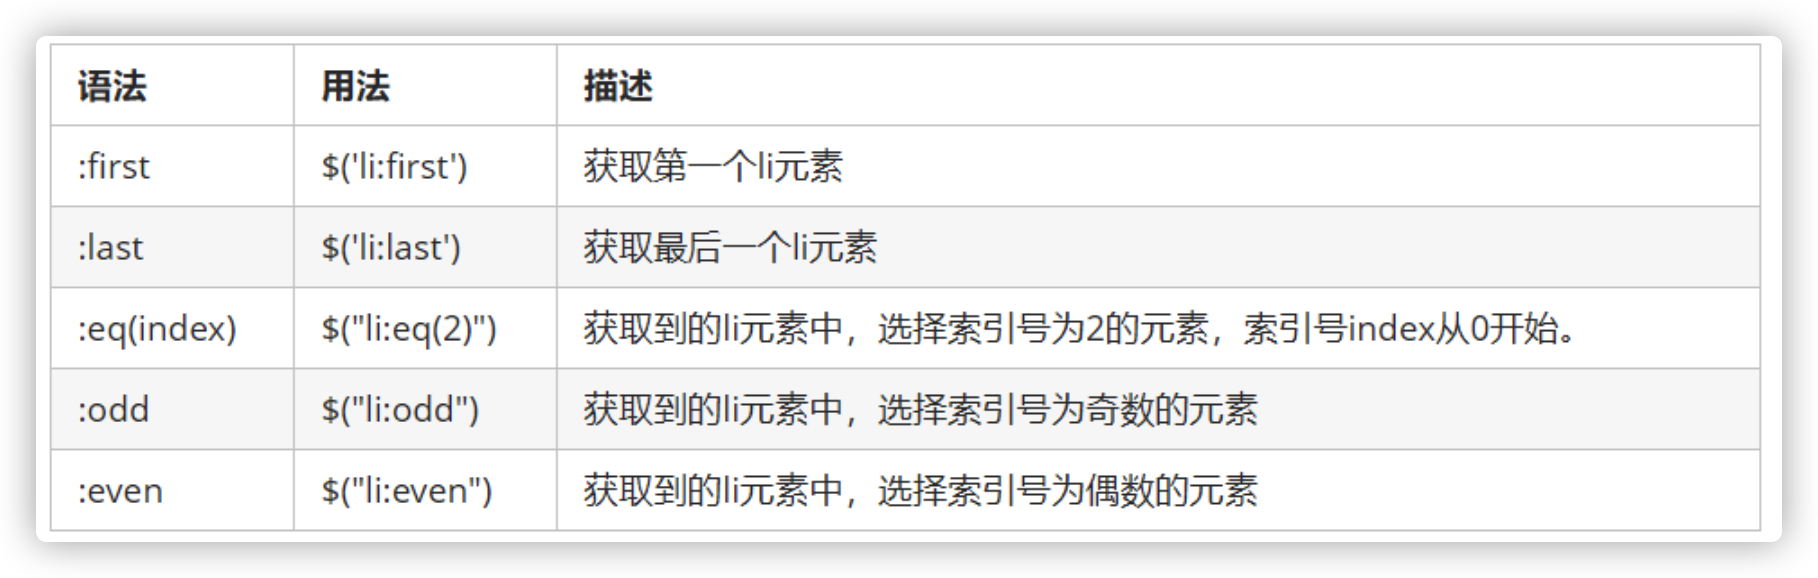 语法 用法 描述
:first $('li:first') 获取第一个li元素
:last $('li:last') 获取最后一个li元素
:eq(index) $("li:eq(2)") 获取到的li元素中，选择索引号为2的元素，索引号index从0开始。
:odd $("li:odd") 获取到的li元素中，选择索引号为奇数的元素
:even $("li:even") 获取到的li元素中，选择索引号为偶数的元素